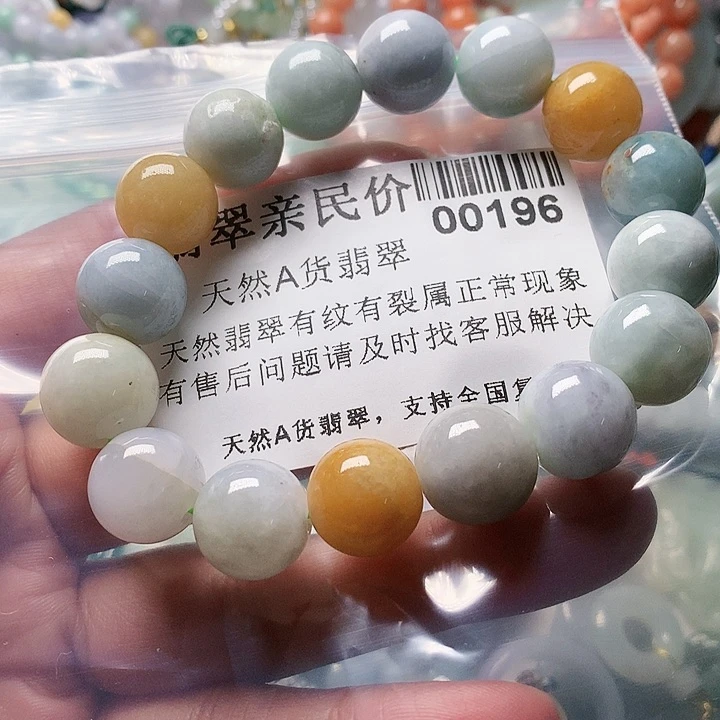 翠亲民价
00196
天然A货翡翠
天然翡翠有纹有裂属正常现象
有售后问题请及时找客服解决
天然A货翡翠，支持全国